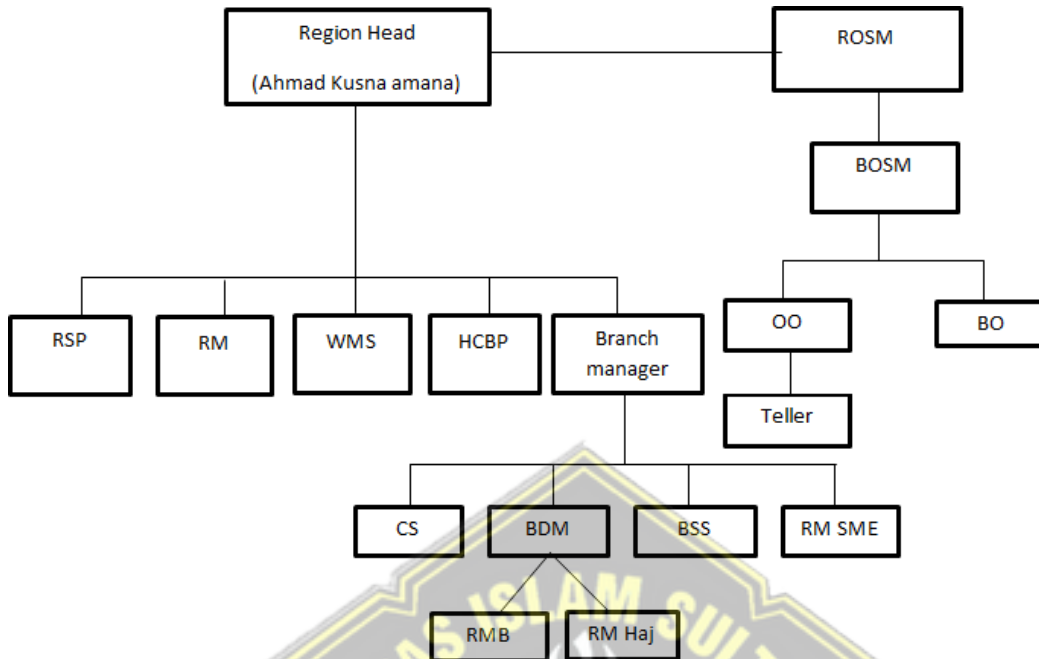 Region Head
(Ahmad Kusna amana)
ROSM
BOSM
RSP
RM
WMS
HCBP
Branch
manager
OO
BO
Teller
CS
BDM
BSS
RM SME
RMB
RM Haj
ISLAM